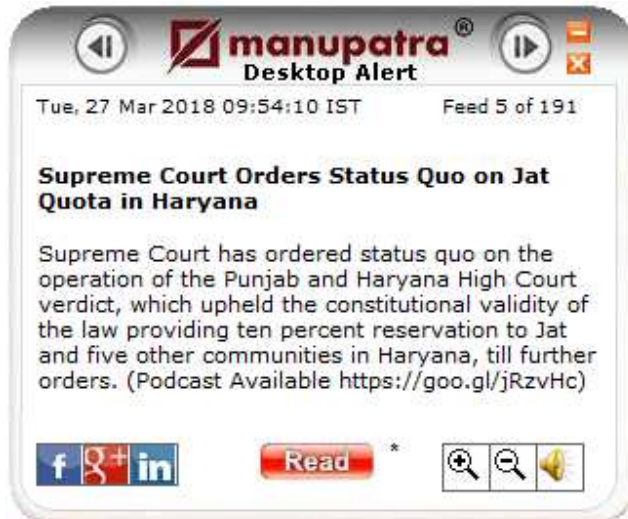 manupatra®
Desktop Alert
Tue, 27 Mar 2018 09:54:10 IST Feed 5 of 191
Supreme Court Orders Status Quo on Jat
Quota in Haryana
Supreme Court has ordered status quo on the
operation of the Punjab and Haryana High Court
verdict, which upheld the constitutional validity of
the law providing ten percent reservation to Jat
and five other communities in Haryana, till further
orders. (Podcast Available https://goo.gl/jRzvHc)
f g+ in Read *